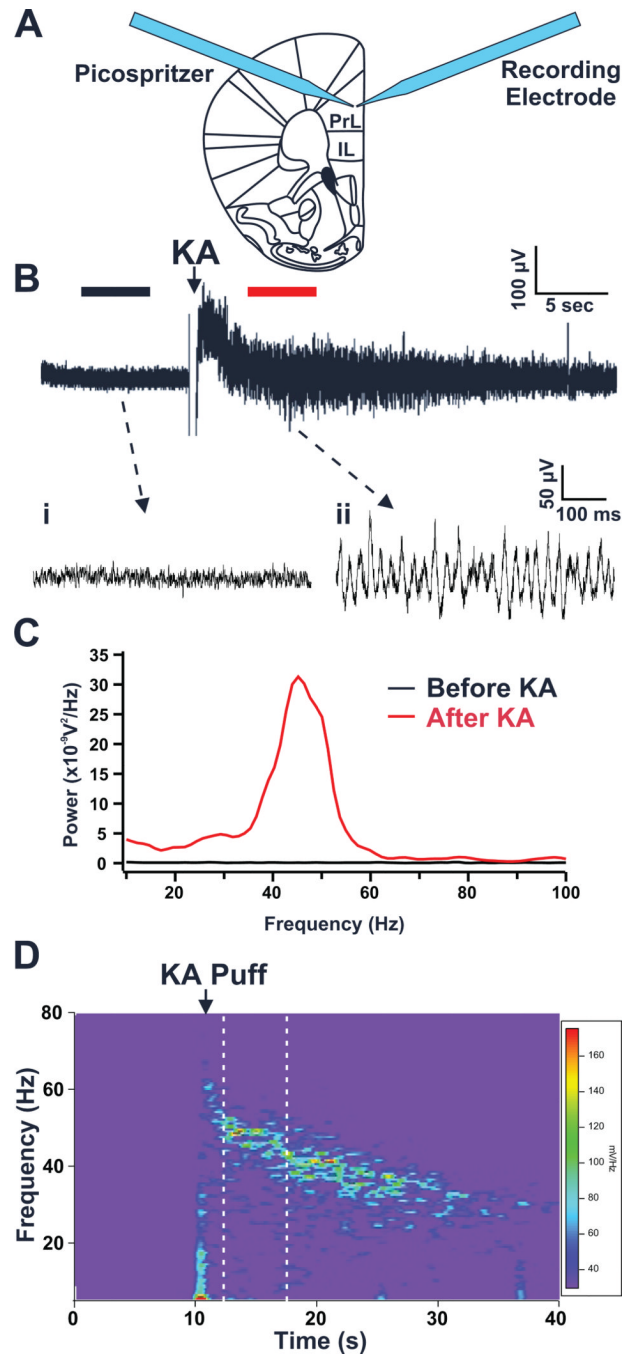 A
Picospritzer
Recording
Electrode
PrL
IL
B
KA
100 µV
5 sec
i
ii
50 µV
100 ms
C
Power (x10⁻⁹V²/Hz)
35
30
25
20
15
10
5
0
Before KA
After KA
20 40 60 80 100
Frequency (Hz)
D
KA Puff
Frequency (Hz)
80
60
40
20
0 10 20 30 40
Time (s)
160
140
120
100
80
60
40
mV/Hz